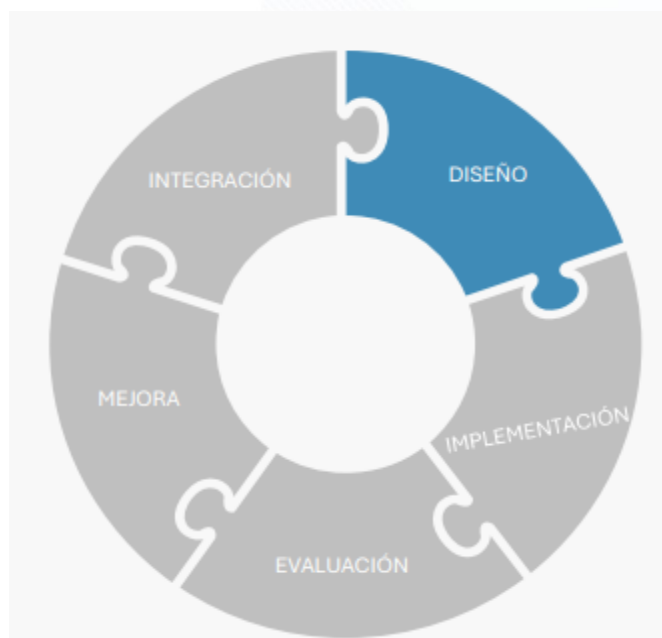 INTEGRACIÓN
DISEÑO
MEJORA
IMPLEMENTACIÓN
EVALUACIÓN